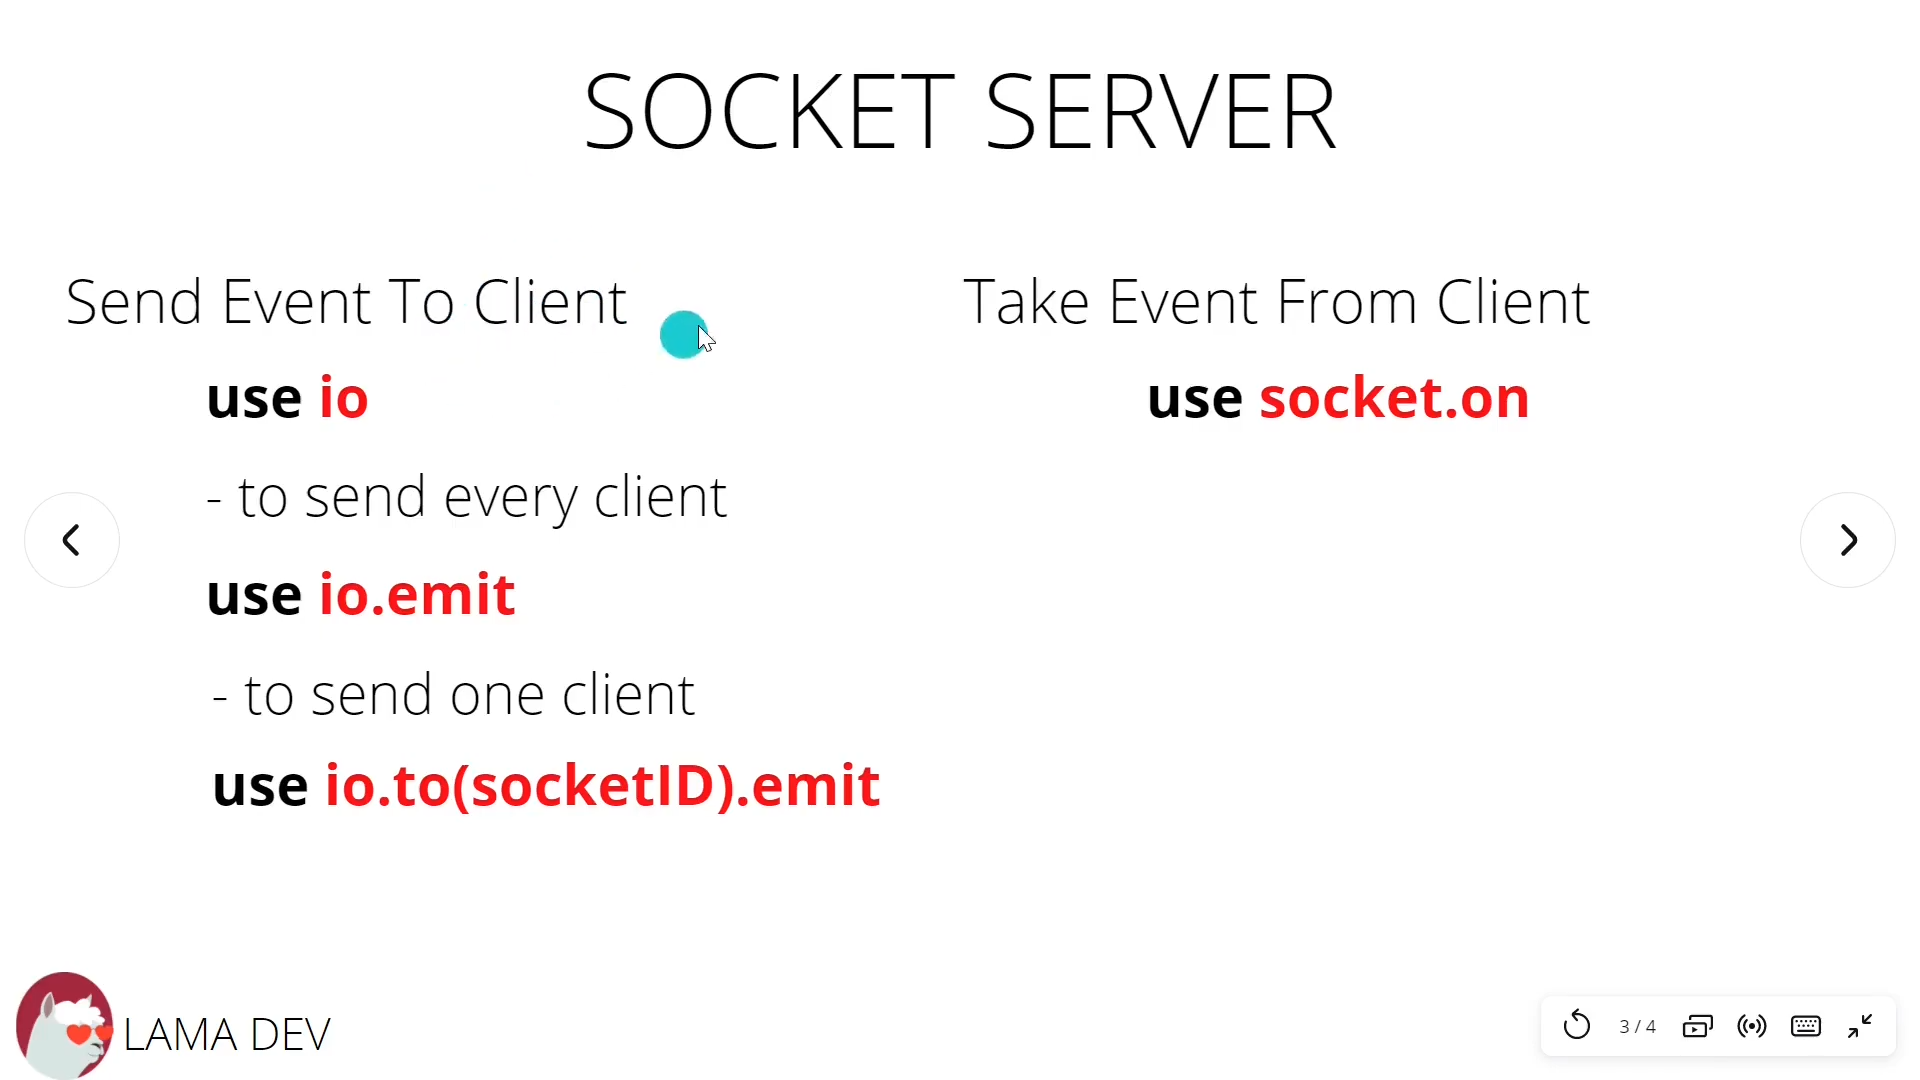 SOCKET SERVER
Send Event To Client
use io
- to send every client
use io.emit
- to send one client
use io.to(socketID).emit
Take Event From Client
use socket.on
LAMA DEV
3 / 4